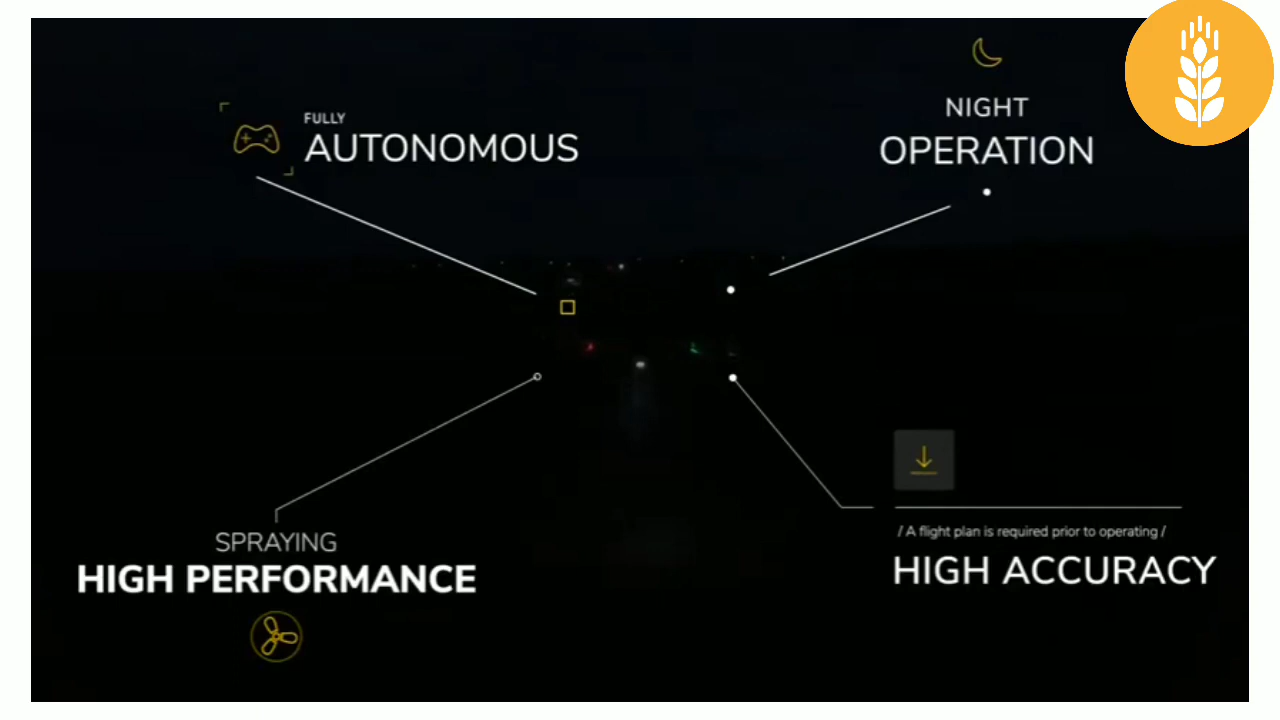 FULLY
AUTONOMOUS
NIGHT
OPERATION
SPRAYING
HIGH PERFORMANCE
/ A flight plan is required prior to operating /
HIGH ACCURACY